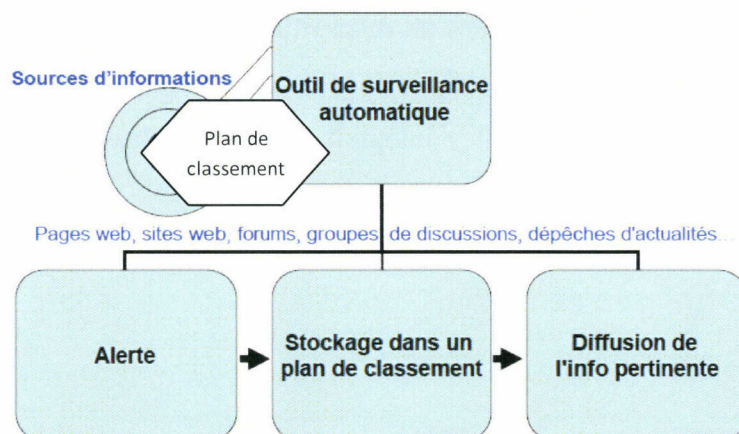 Sources d'informations
Outil de surveillance
automatique
Plan de
classement
Pages web, sites web, forums, groupes de discussions, dépêches d'actualités...
Alerte
Stockage dans un
plan de classement
Diffusion de
l'info pertinente